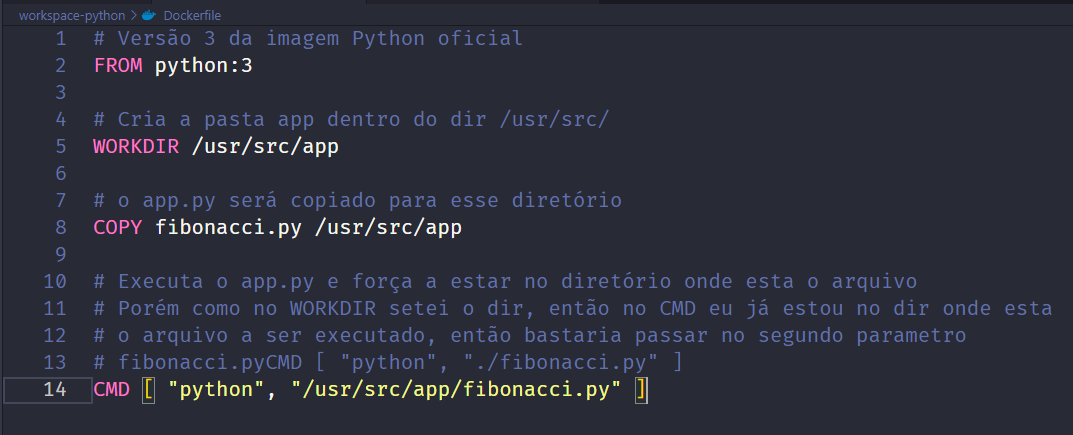 workspace-python > Dockerfile
1 # Versão 3 da imagem Python oficial
2 FROM python:3
3
4 # Cria a pasta app dentro do dir /usr/src/
5 WORKDIR /usr/src/app
6
7 # o app.py será copiado para esse diretório
8 COPY fibonacci.py /usr/src/app
9
10 # Executa o app.py e força a estar no diretório onde esta o arquivo
11 # Porém como no WORKDIR setei o dir, então no CMD eu já estou no dir onde esta
12 # o arquivo a ser executado, então bastaria passar no segundo parametro
13 # fibonacci.pyCMD [ "python", "./fibonacci.py" ]
14 CMD [ "python", "/usr/src/app/fibonacci.py" ]